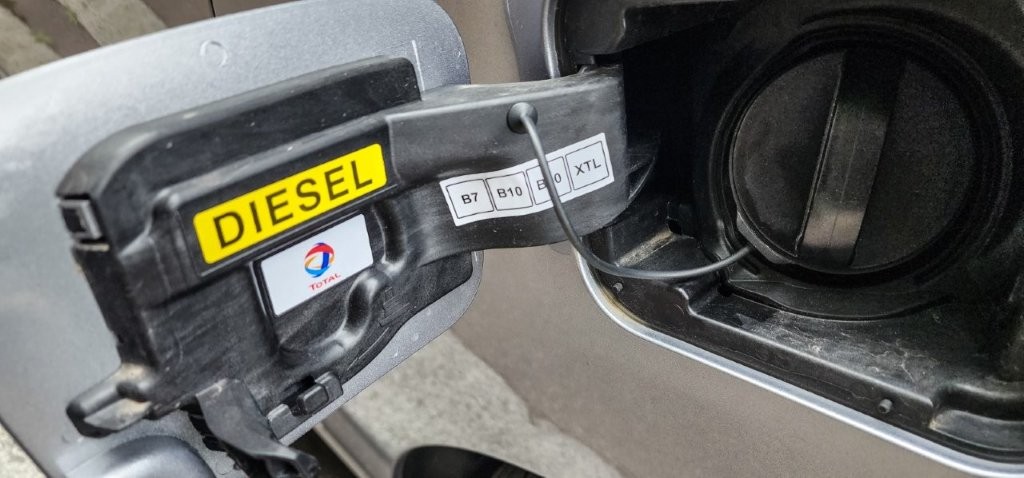 DIESEL
TOTAL
B7 B10 XTL